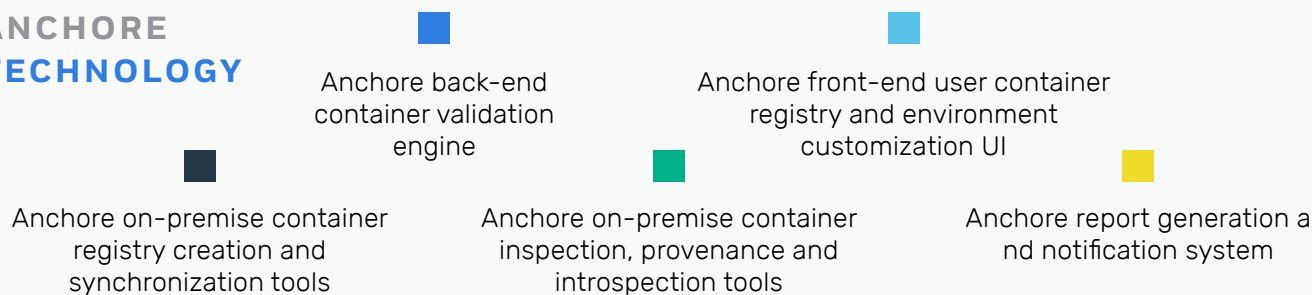 ANCHORE
TECHNOLOGY
Anchore back-end
container validation
engine
Anchore front-end user container
registry and environment
customization UI
Anchore on-premise container
registry creation and
synchronization tools
Anchore on-premise container
inspection, provenance and
introspection tools
Anchore report generation a
nd notification system